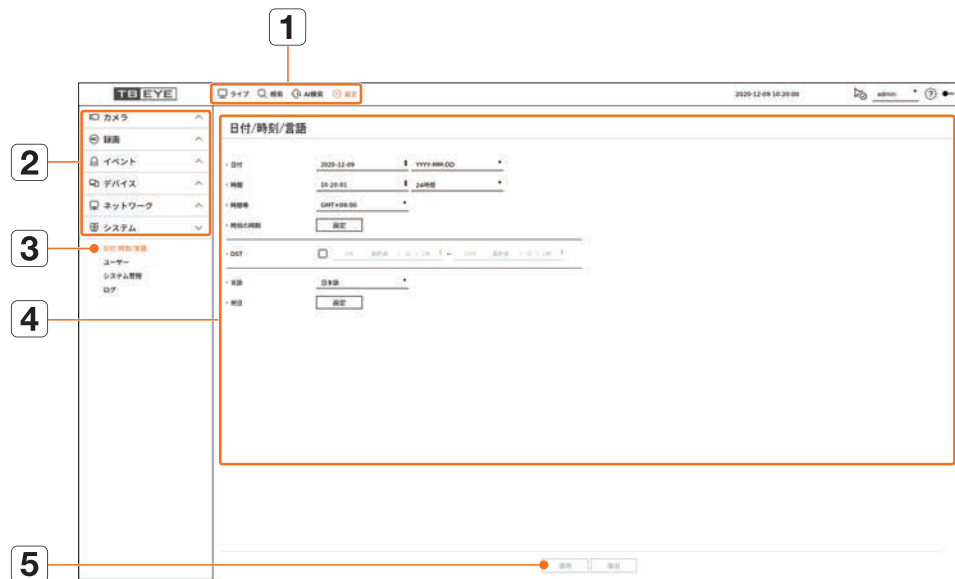 1
TB EYE
ライブ 検索 AI検索 設定
2020-12-09 10:20:00
admin
?
2
カメラ
録画
イベント
デバイス
ネットワーク
システム
3
日付/時刻/言語
ユーザー
システム管理
ログ
4
日付/時刻/言語
日付 2020-12-09 YYYY-MM-DD
時間 10:20:01 24時間
時間帯 GMT+09:00
時刻の同期 設定
DST ~
言語 日本語
祝日 設定
5